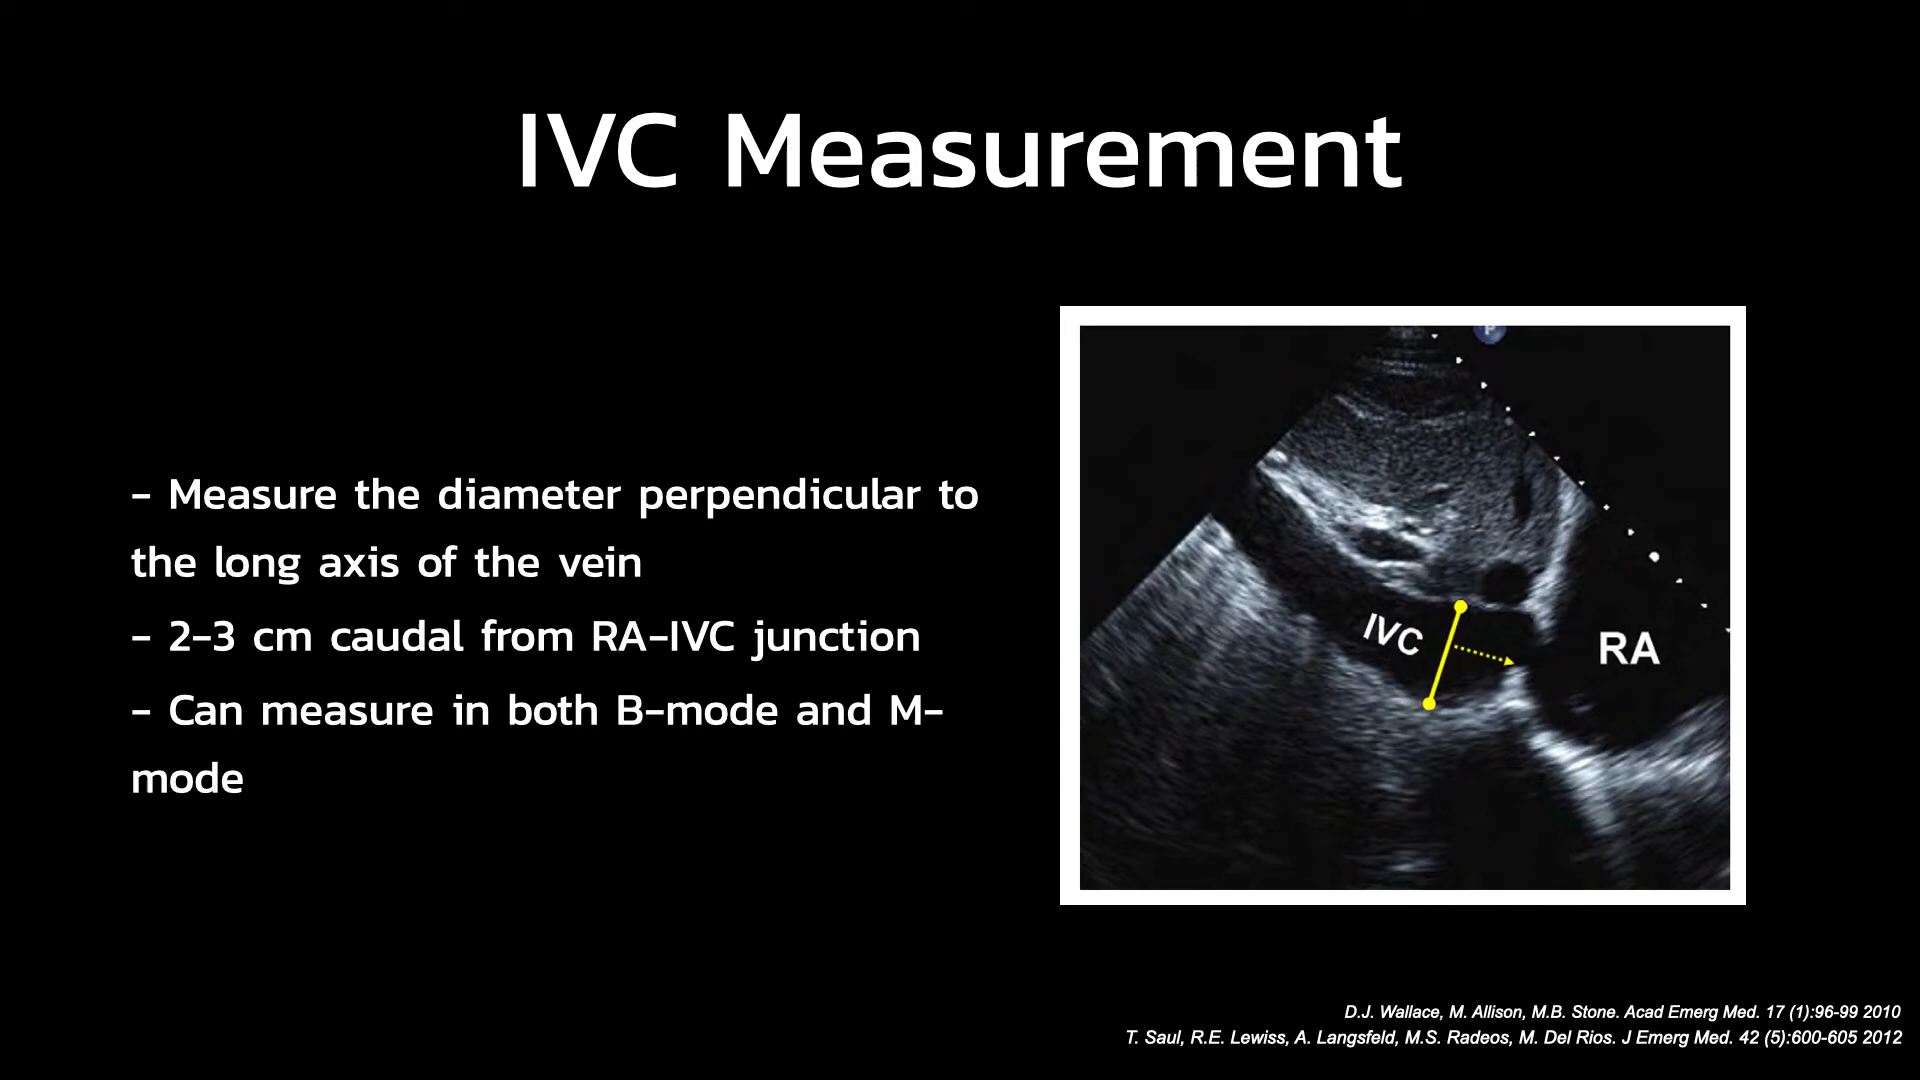 IVC Measurement
- Measure the diameter perpendicular to
the long axis of the vein
- 2-3 cm caudal from RA-IVC junction
- Can measure in both B-mode and M-
mode
P
IVC
RA
D.J. Wallace, M. Allison, M.B. Stone. Acad Emerg Med. 17 (1):96-99 2010
T. Saul, R.E. Lewiss, A. Langsfeld, M.S. Radeos, M. Del Rios. J Emerg Med. 42 (5):600-605 2012